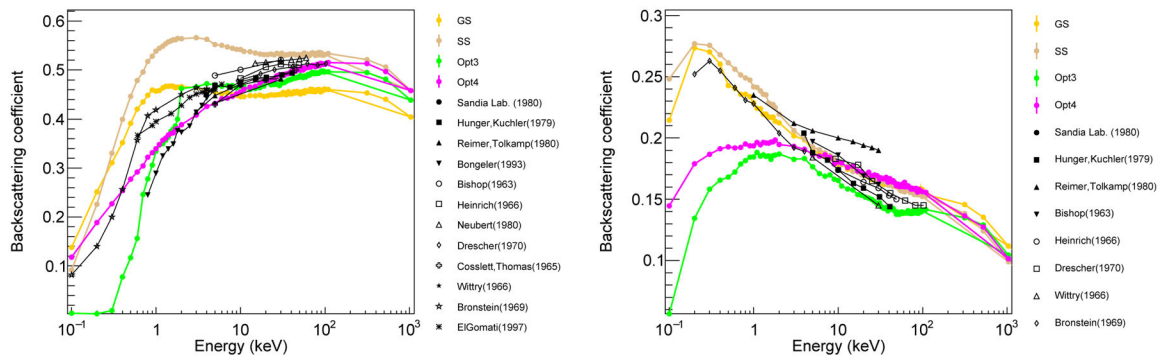 Backscattering coefficient
0.6
0.5
0.4
0.3
0.2
0.1
10⁻¹ 1 10 10² 10³
Energy (keV)
GS
SS
Opt3
Opt4
Sandia Lab. (1980)
Hunger,Kuchler(1979)
Reimer,Tolkamp(1980)
Bongeler(1993)
Bishop(1963)
Heinrich(1966)
Neubert(1980)
Drescher(1970)
Cosslett,Thomas(1965)
Wittry(1966)
Bronstein(1969)
ElGomati(1997)
Backscattering coefficient
0.3
0.25
0.2
0.15
0.1
10⁻¹ 1 10 10² 10³
Energy (keV)
GS
SS
Opt3
Opt4
Sandia Lab. (1980)
Hunger,Kuchler(1979)
Reimer,Tolkamp(1980)
Bishop(1963)
Heinrich(1966)
Drescher(1970)
Wittry(1966)
Bronstein(1969)